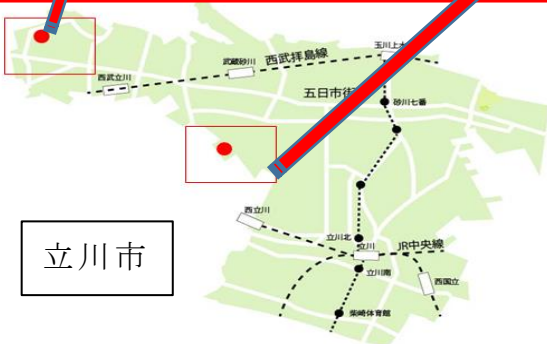 玉川上水
武蔵砂川
西武拝島線
西武立川
五日市街
砂川七番
西立川
立川北
立川
JR中央線
立川南
西国立
柴崎体育館
立川市